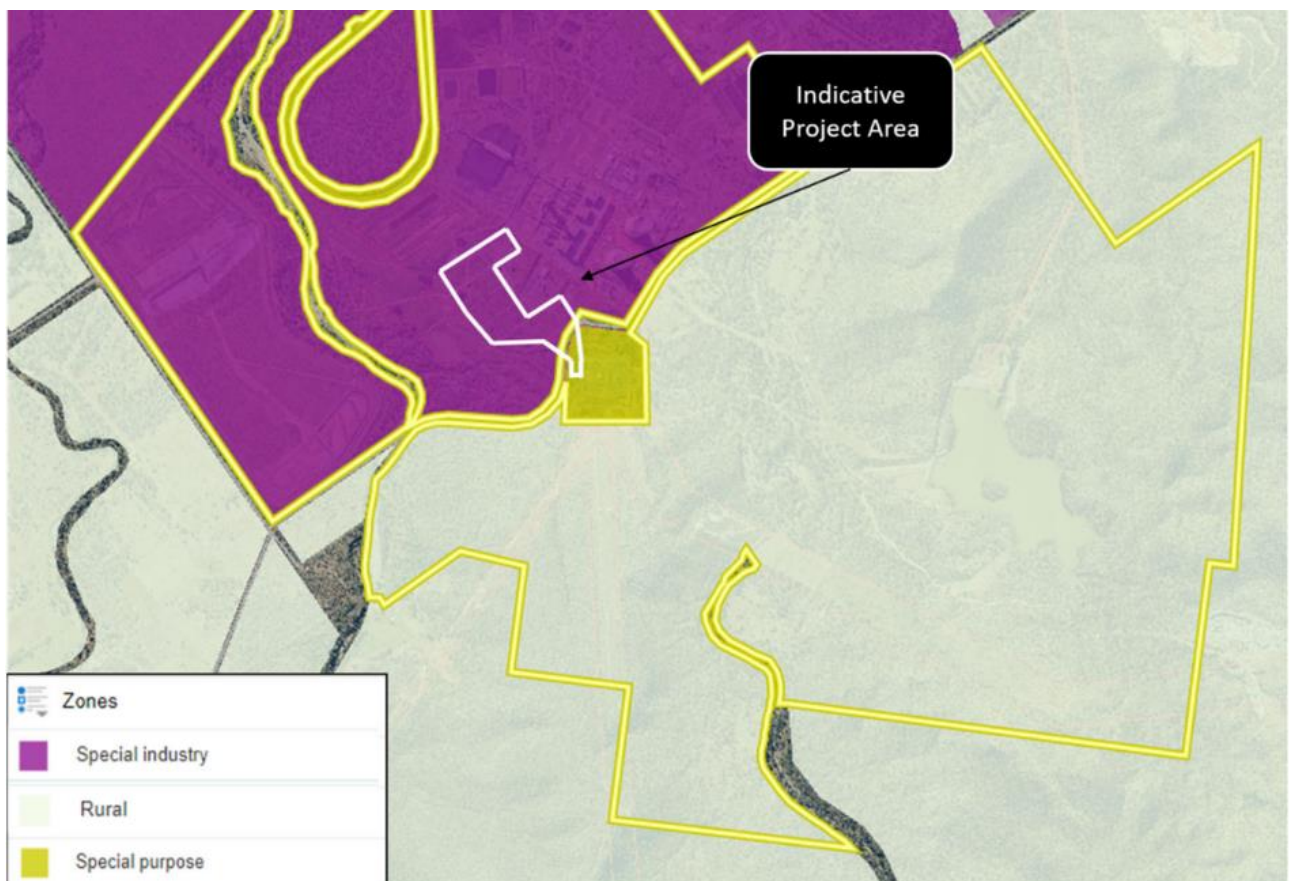 Indicative
Project Area
Zones
Special industry
Rural
Special purpose